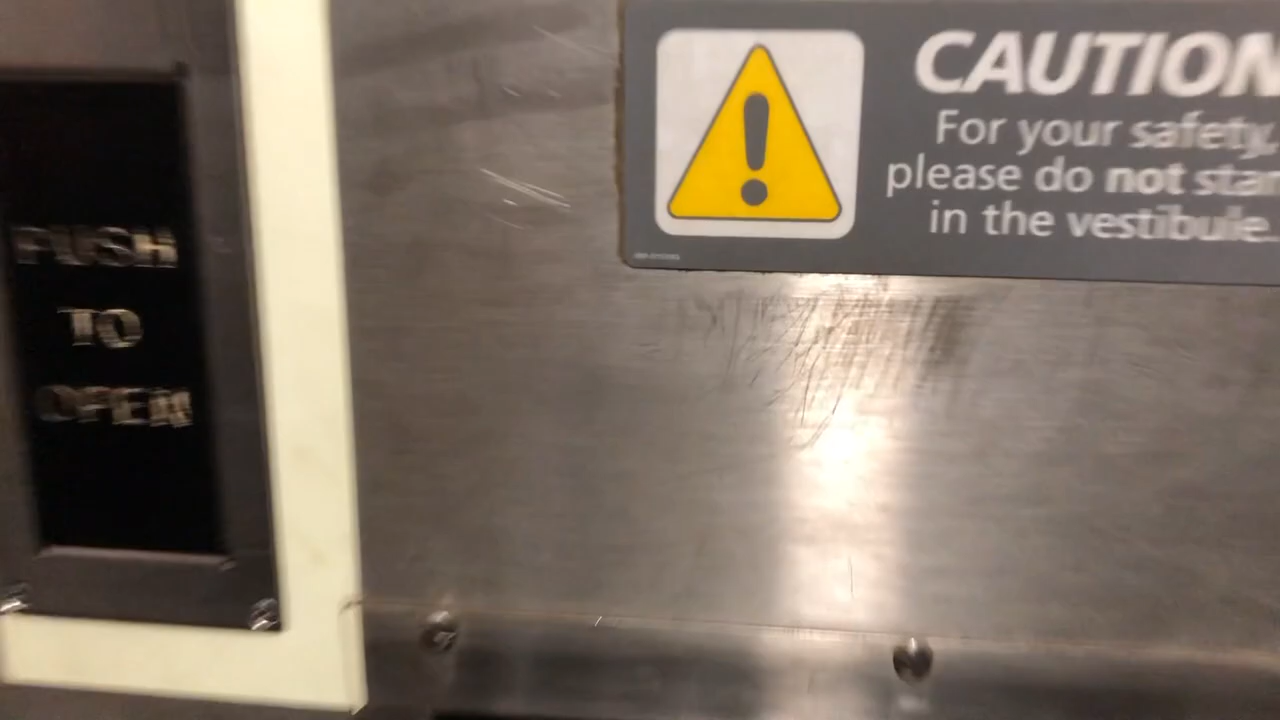 PUSH
TO
OPEN
CAUTION
For your safety,
please do not stan
in the vestibule.